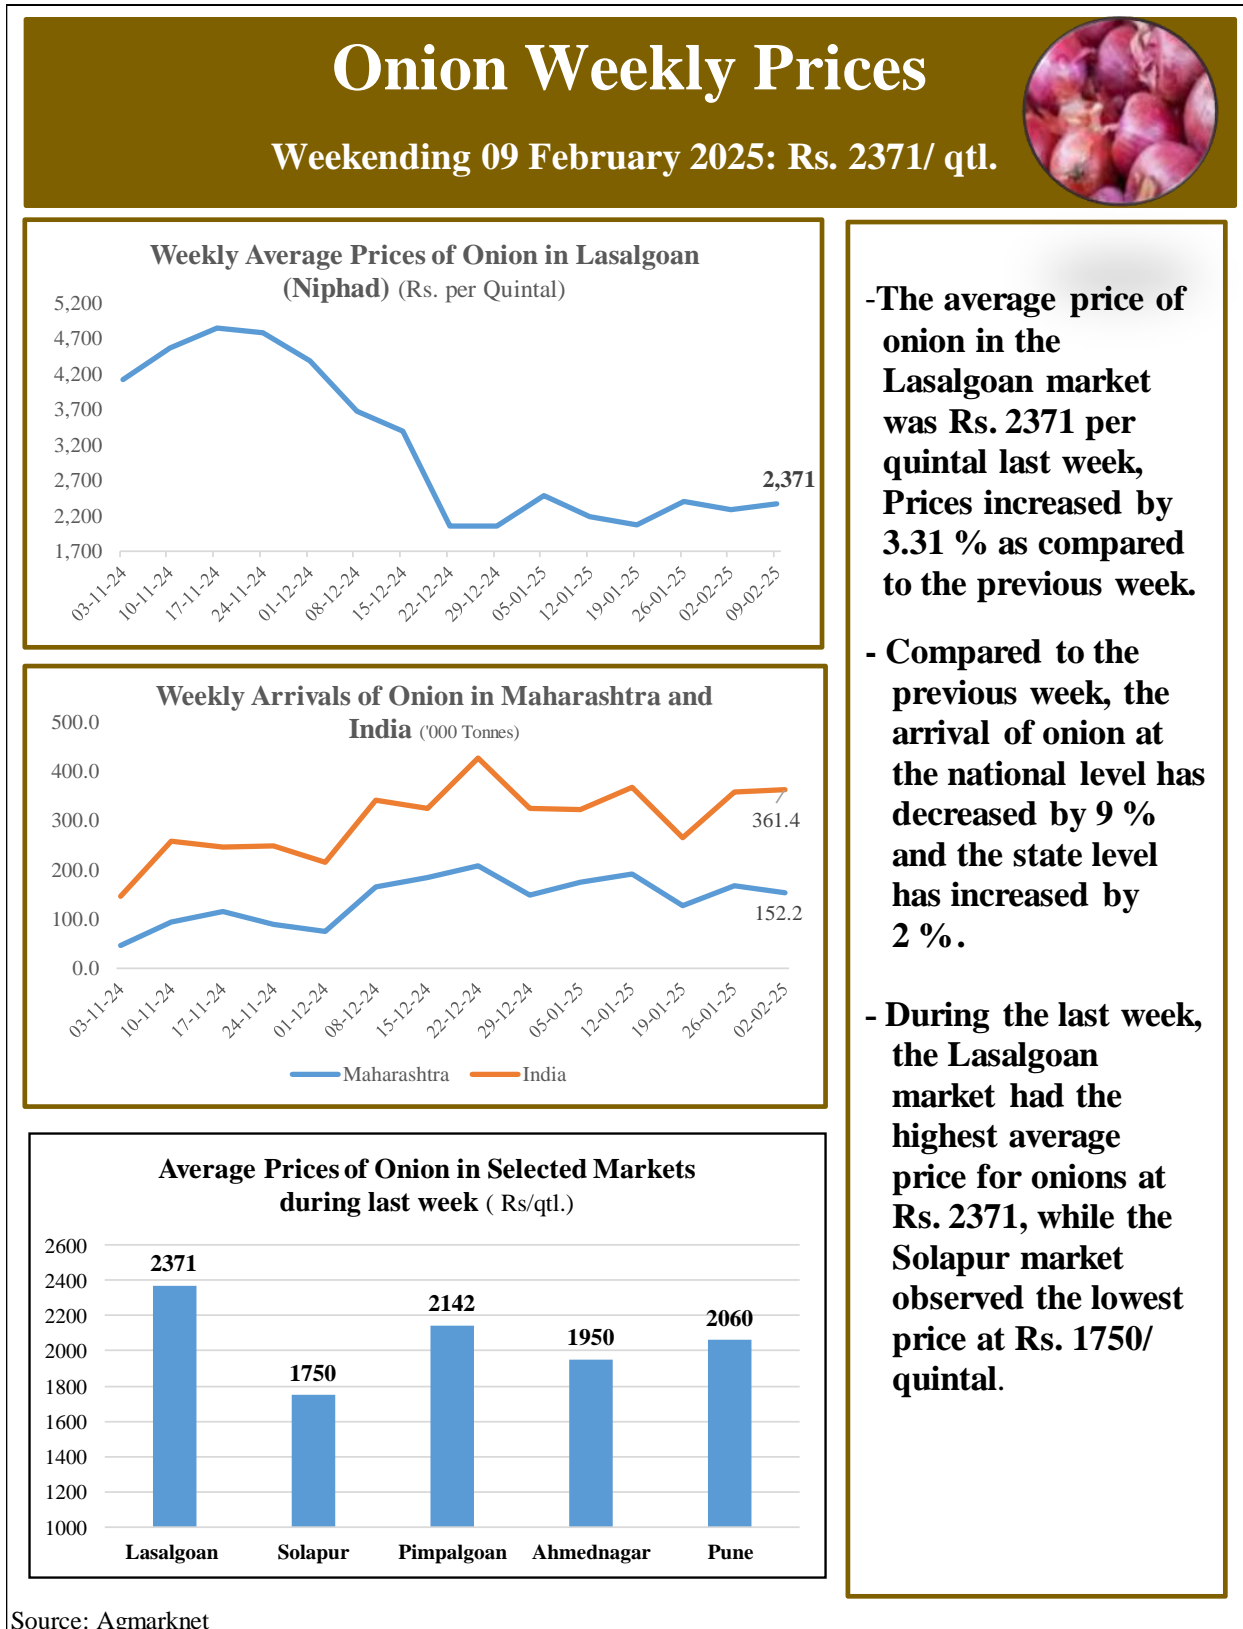 Onion Weekly Prices
Weekending 09 February 2025: Rs. 2371/ qtl.
Weekly Average Prices of Onion in Lasalgoan
(Niphad) (Rs. per Quintal)
5,200
4,700
4,200
3,700
3,200
2,700
2,200
1,700
2,371
03-11-24
10-11-24
17-11-24
24-11-24
01-12-24
08-12-24
15-12-24
22-12-24
29-12-24
05-01-25
12-01-25
19-01-25
26-01-25
02-02-25
09-02-25
Weekly Arrivals of Onion in Maharashtra and
India ('000 Tonnes)
500.0
400.0
300.0
200.0
100.0
0.0
361.4
152.2
03-11-24
10-11-24
17-11-24
24-11-24
01-12-24
08-12-24
15-12-24
22-12-24
29-12-24
05-01-25
12-01-25
19-01-25
26-01-25
02-02-25
Maharashtra
India
Average Prices of Onion in Selected Markets
during last week ( Rs/qtl.)
2600
2400
2200
2000
1800
1600
1400
1200
1000
2371
1750
2142
1950
2060
Lasalgoan
Solapur
Pimpalgoan
Ahmednagar
Pune
-The average price of
onion in the
Lasalgoan market
was Rs. 2371 per
quintal last week,
Prices increased by
3.31 % as compared
to the previous week.
- Compared to the
previous week, the
arrival of onion at
the national level has
decreased by 9 %
and the state level
has increased by
2 %.
- During the last week,
the Lasalgoan
market had the
highest average
price for onions at
Rs. 2371, while the
Solapur market
observed the lowest
price at Rs. 1750/
quintal.
Source: Agmarknet